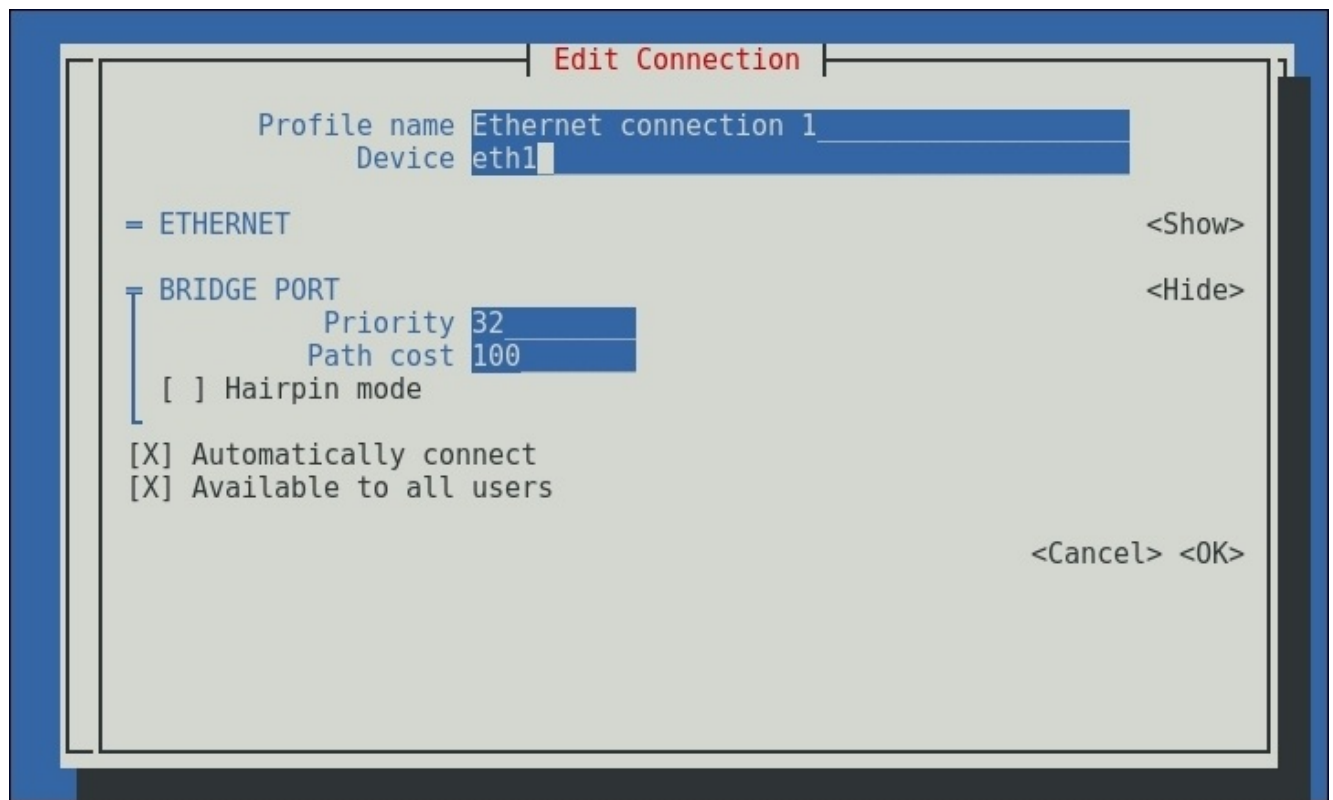 Edit Connection
Profile name Ethernet connection 1
Device eth1
= ETHERNET <Show>
= BRIDGE PORT <Hide>
Priority 32
Path cost 100
[ ] Hairpin mode
[X] Automatically connect
[X] Available to all users
<Cancel> <OK>